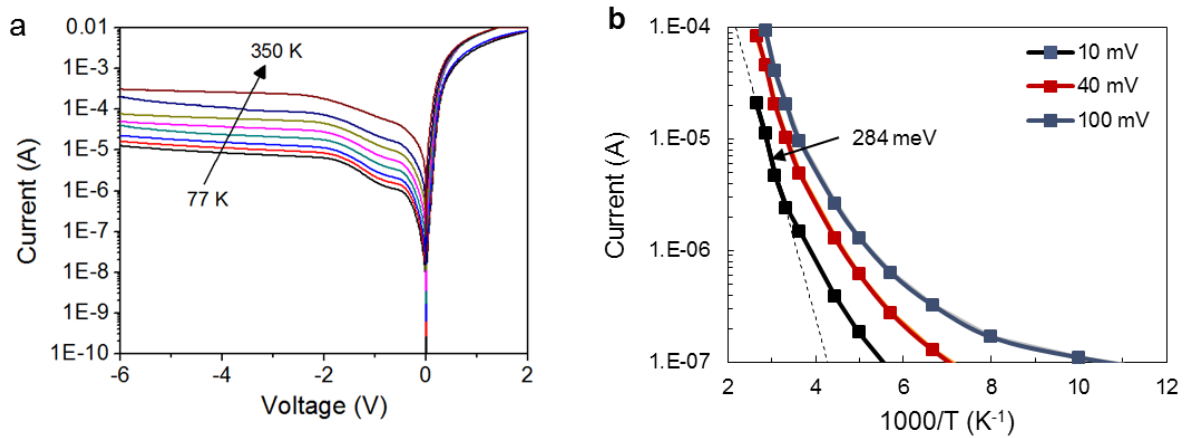 a
0.01
1E-3
1E-4
1E-5
1E-6
1E-7
1E-8
1E-9
1E-10
Current (A)
350 K
77 K
-6
-4
-2
0
2
Voltage (V)
b
1.E-04
1.E-05
1.E-06
1.E-07
Current (A)
10 mV
40 mV
100 mV
284 meV
2
4
6
8
10
12
1000/T (K⁻¹)